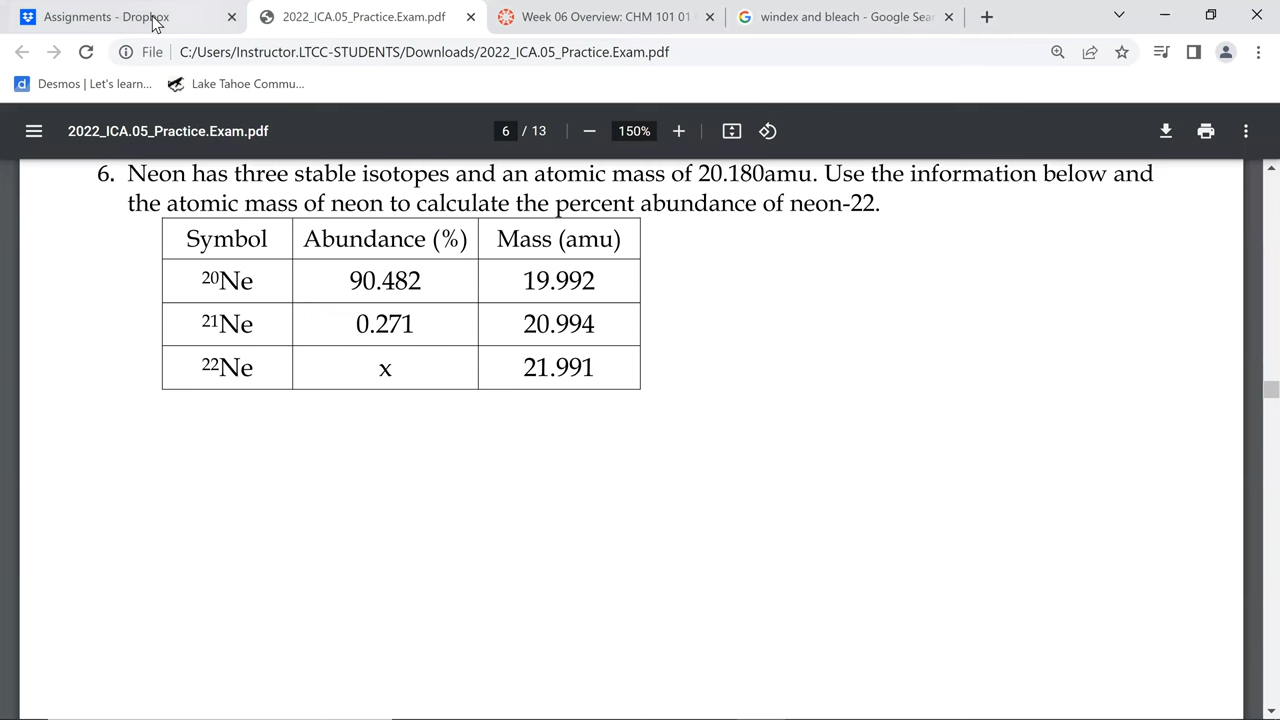 Assignments - Dropbox
2022_ICA.05_Practice.Exam.pdf
Week 06 Overview: CHM 101 01
windex and bleach - Google Sear
File
C:/Users/Instructor.LTCC-STUDENTS/Downloads/2022_ICA.05_Practice.Exam.pdf
Desmos | Let's learn...
Lake Tahoe Commu...
2022_ICA.05_Practice.Exam.pdf
6 / 13
150%
6. Neon has three stable isotopes and an atomic mass of 20.180amu. Use the information below and
the atomic mass of neon to calculate the percent abundance of neon-22.
Symbol Abundance (%) Mass (amu)
²⁰Ne 90.482 19.992
²¹Ne 0.271 20.994
²²Ne x 21.991